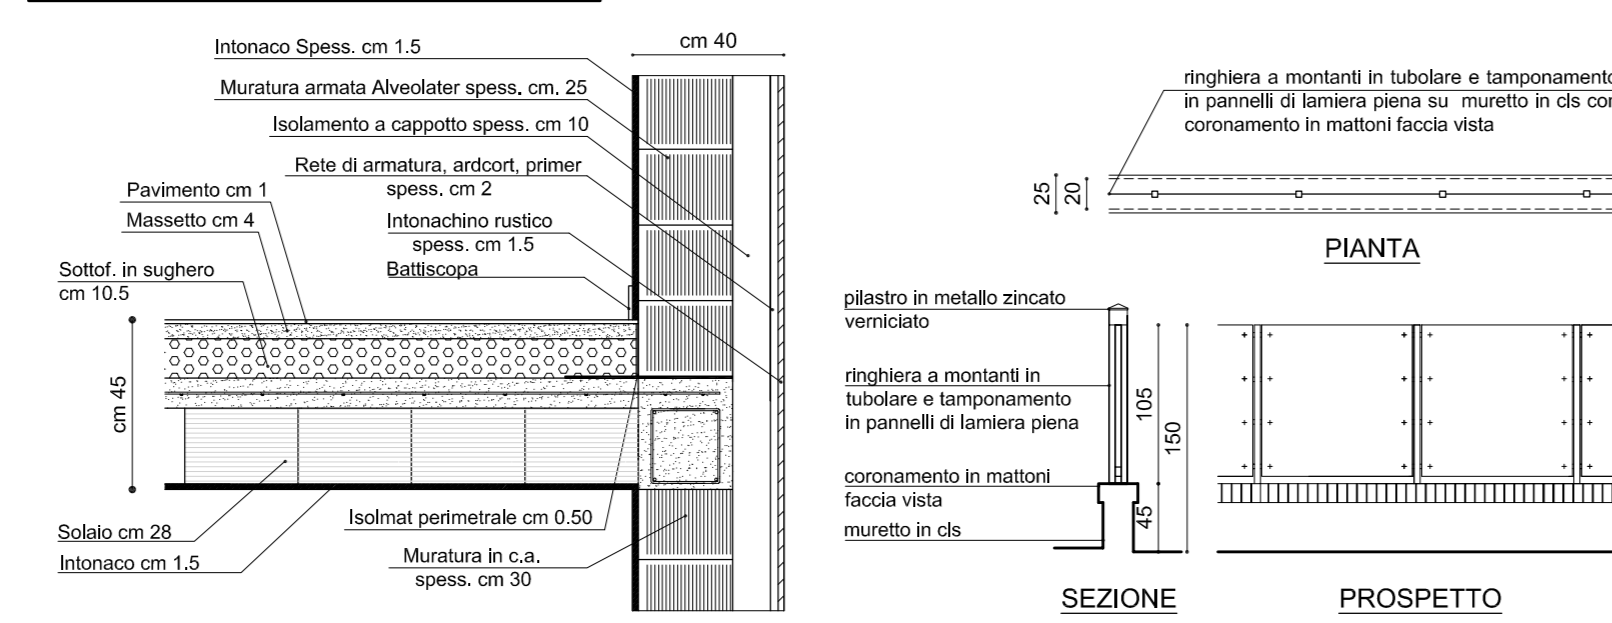 Intonaco Spess. cm 1.5
Muratura armata Alveolater spess. cm. 25
Isolamento a cappotto spess. cm 10
Rete di armatura, ardcort, primer
spess. cm 2
Pavimento cm 1
Massetto cm 4
Intonachino rustico
spess. cm 1.5
Battiscopa
Sottof. in sughero
cm 10.5
cm 40
cm 45
Solaio cm 28
Intonaco cm 1.5
Isolmat perimetrale cm 0.50
Muratura in c.a.
spess. cm 30
ringhiera a montanti in tubolare e tamponamento
in pannelli di lamiera piena su muretto in cls con
coronamento in mattoni faccia vista
25
20
PIANTA
pilastro in metallo zincato
verniciato
ringhiera a montanti in
tubolare e tamponamento
in pannelli di lamiera piena
coronamento in mattoni
faccia vista
muretto in cls
105
150
45
SEZIONE
PROSPETTO